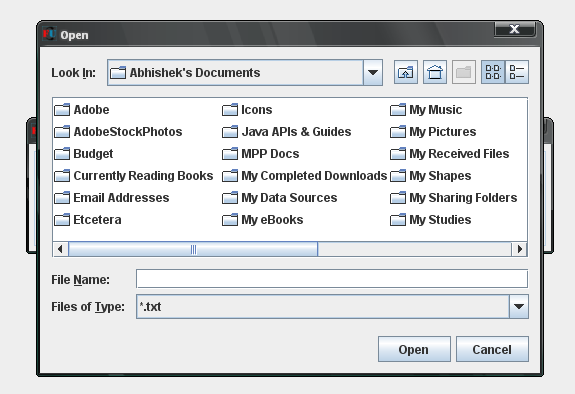 Open
Look In: Abhishek's Documents
Adobe Icons My Music
AdobeStockPhotos Java APIs & Guides My Pictures
Budget MPP Docs My Received Files
Currently Reading Books My Completed Downloads My Shapes
Email Addresses My Data Sources My Sharing Folders
Etcetera My eBooks My Studies
File Name:
Files of Type: *.txt
Open Cancel